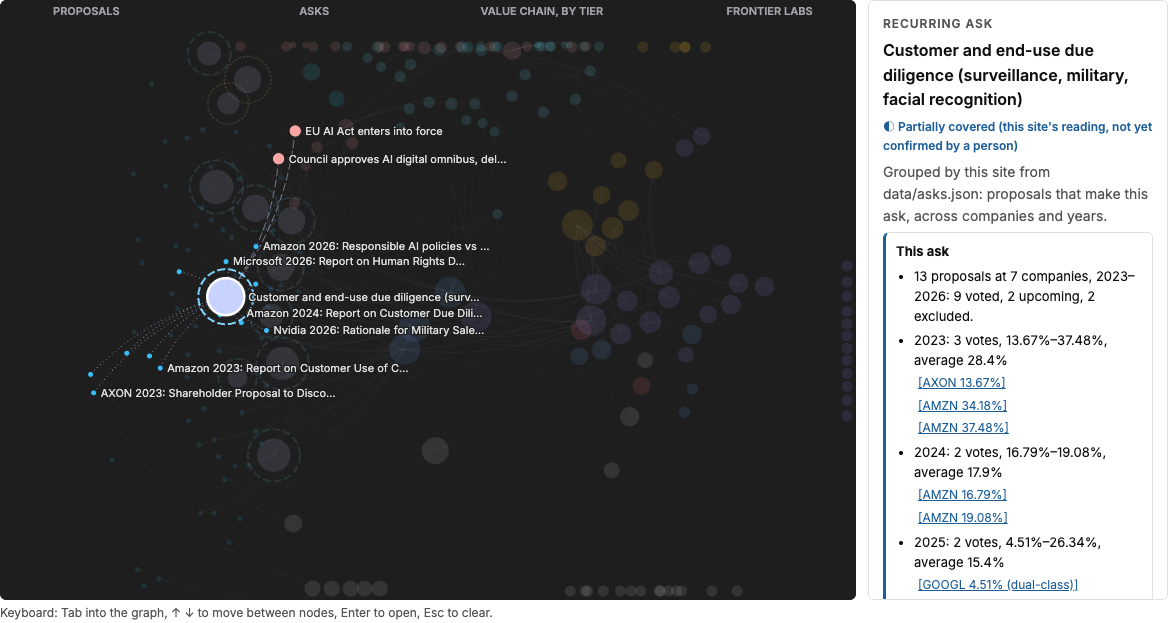 PROPOSALS
ASKS
VALUE CHAIN, BY TIER
FRONTIER LABS
EU AI Act enters into force
Council approves AI digital omnibus, del...
Amazon 2026: Responsible AI policies vs ...
Microsoft 2026: Report on Human Rights D...
Customer and end-use due diligence (surv...
Amazon 2024: Report on Customer Due Dili...
Nvidia 2026: Rationale for Military Sale...
Amazon 2023: Report on Customer Use of C...
AXON 2023: Shareholder Proposal to Disco...
Keyboard: Tab into the graph, ↑ ↓ to move between nodes, Enter to open, Esc to clear.
RECURRING ASK
Customer and end-use due
diligence (surveillance, military,
facial recognition)
◐ Partially covered (this site's reading, not yet
confirmed by a person)
Grouped by this site from
data/asks.json: proposals that make this
ask, across companies and years.
This ask
• 13 proposals at 7 companies, 2023–
2026: 9 voted, 2 upcoming, 2
excluded.
• 2023: 3 votes, 13.67%–37.48%,
average 28.4%
[AXON 13.67%]
[AMZN 34.18%]
[AMZN 37.48%]
• 2024: 2 votes, 16.79%–19.08%,
average 17.9%
[AMZN 16.79%]
[AMZN 19.08%]
• 2025: 2 votes, 4.51%–26.34%,
average 15.4%
[GOOGL 4.51% (dual-class)]